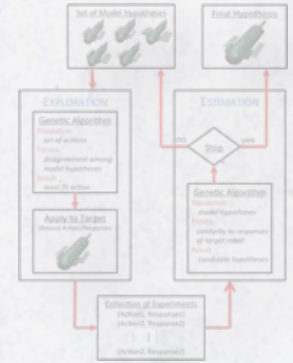 Set of Model Hypotheses
Final Hypothesis
EXPLORATION
ESTIMATION
Genetic Algorithm
Population:
set of actions
Fitness:
disagreement among
model hypotheses
Result:
most fit action
no
Stop
yes
Apply to Target
(Record Action/Response)
Genetic Algorithm
Population:
model hypotheses
Fitness:
similarity to responses
of target robot
Result:
candidate hypotheses
Collection of Experiments
(Action1, Response1)
(Action2, Response2)
(Action2, Response2)